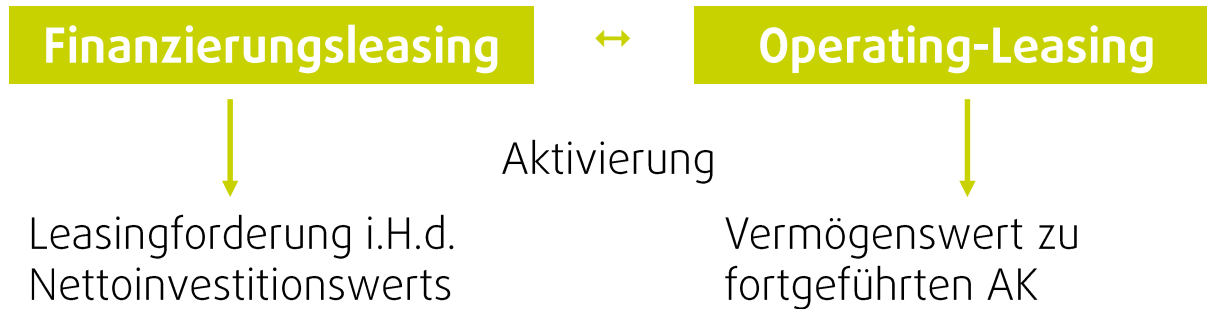 Finanzierungsleasing ↔ Operating-Leasing
Aktivierung
Leasingforderung i.H.d.
Nettoinvestitionswerts
Vermögenswert zu
fortgeführten AK